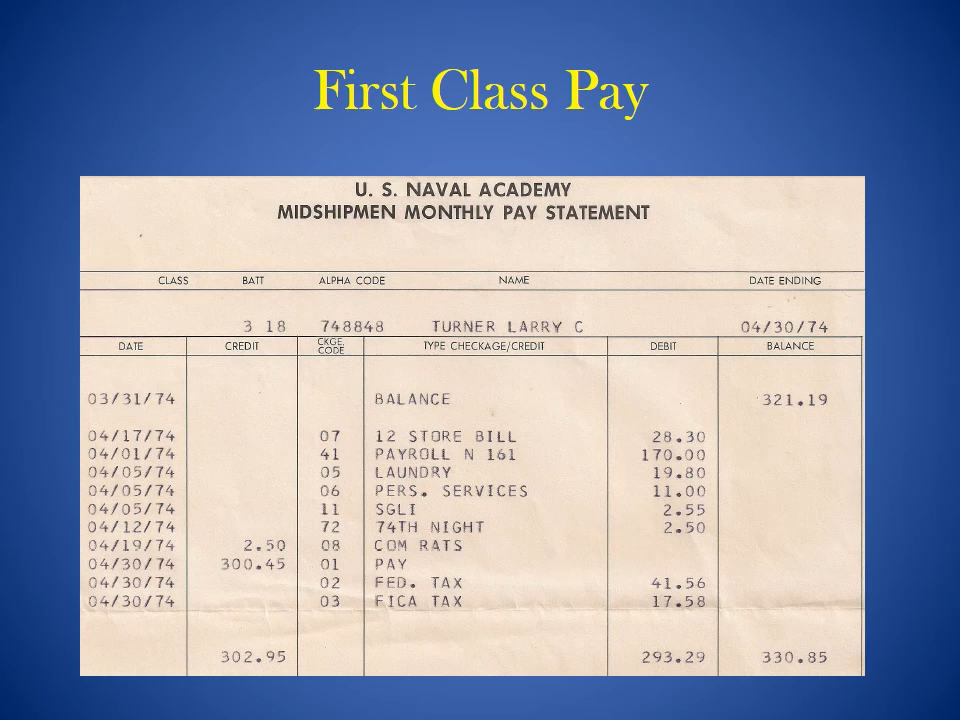 First Class Pay
U. S. NAVAL ACADEMY
MIDSHIPMEN MONTHLY PAY STATEMENT
CLASS BATT ALPHA CODE NAME DATE ENDING
3 18 748848 TURNER LARRY C 04/30/74
DATE CREDIT CKGE. CODE TYPE CHECKAGE/CREDIT DEBIT BALANCE
03/31/74 BALANCE 321.19
04/17/74 07 12 STORE BILL 28.30
04/01/74 41 PAYROLL N 161 170.00
04/05/74 05 LAUNDRY 19.80
04/05/74 06 PERS. SERVICES 11.00
04/05/74 11 SGLI 2.55
04/12/74 72 74TH NIGHT 2.50
04/19/74 2.50 08 COM RATS
04/30/74 300.45 01 PAY
04/30/74 02 FED. TAX 41.56
04/30/74 03 FICA TAX 17.58
302.95 293.29 330.85